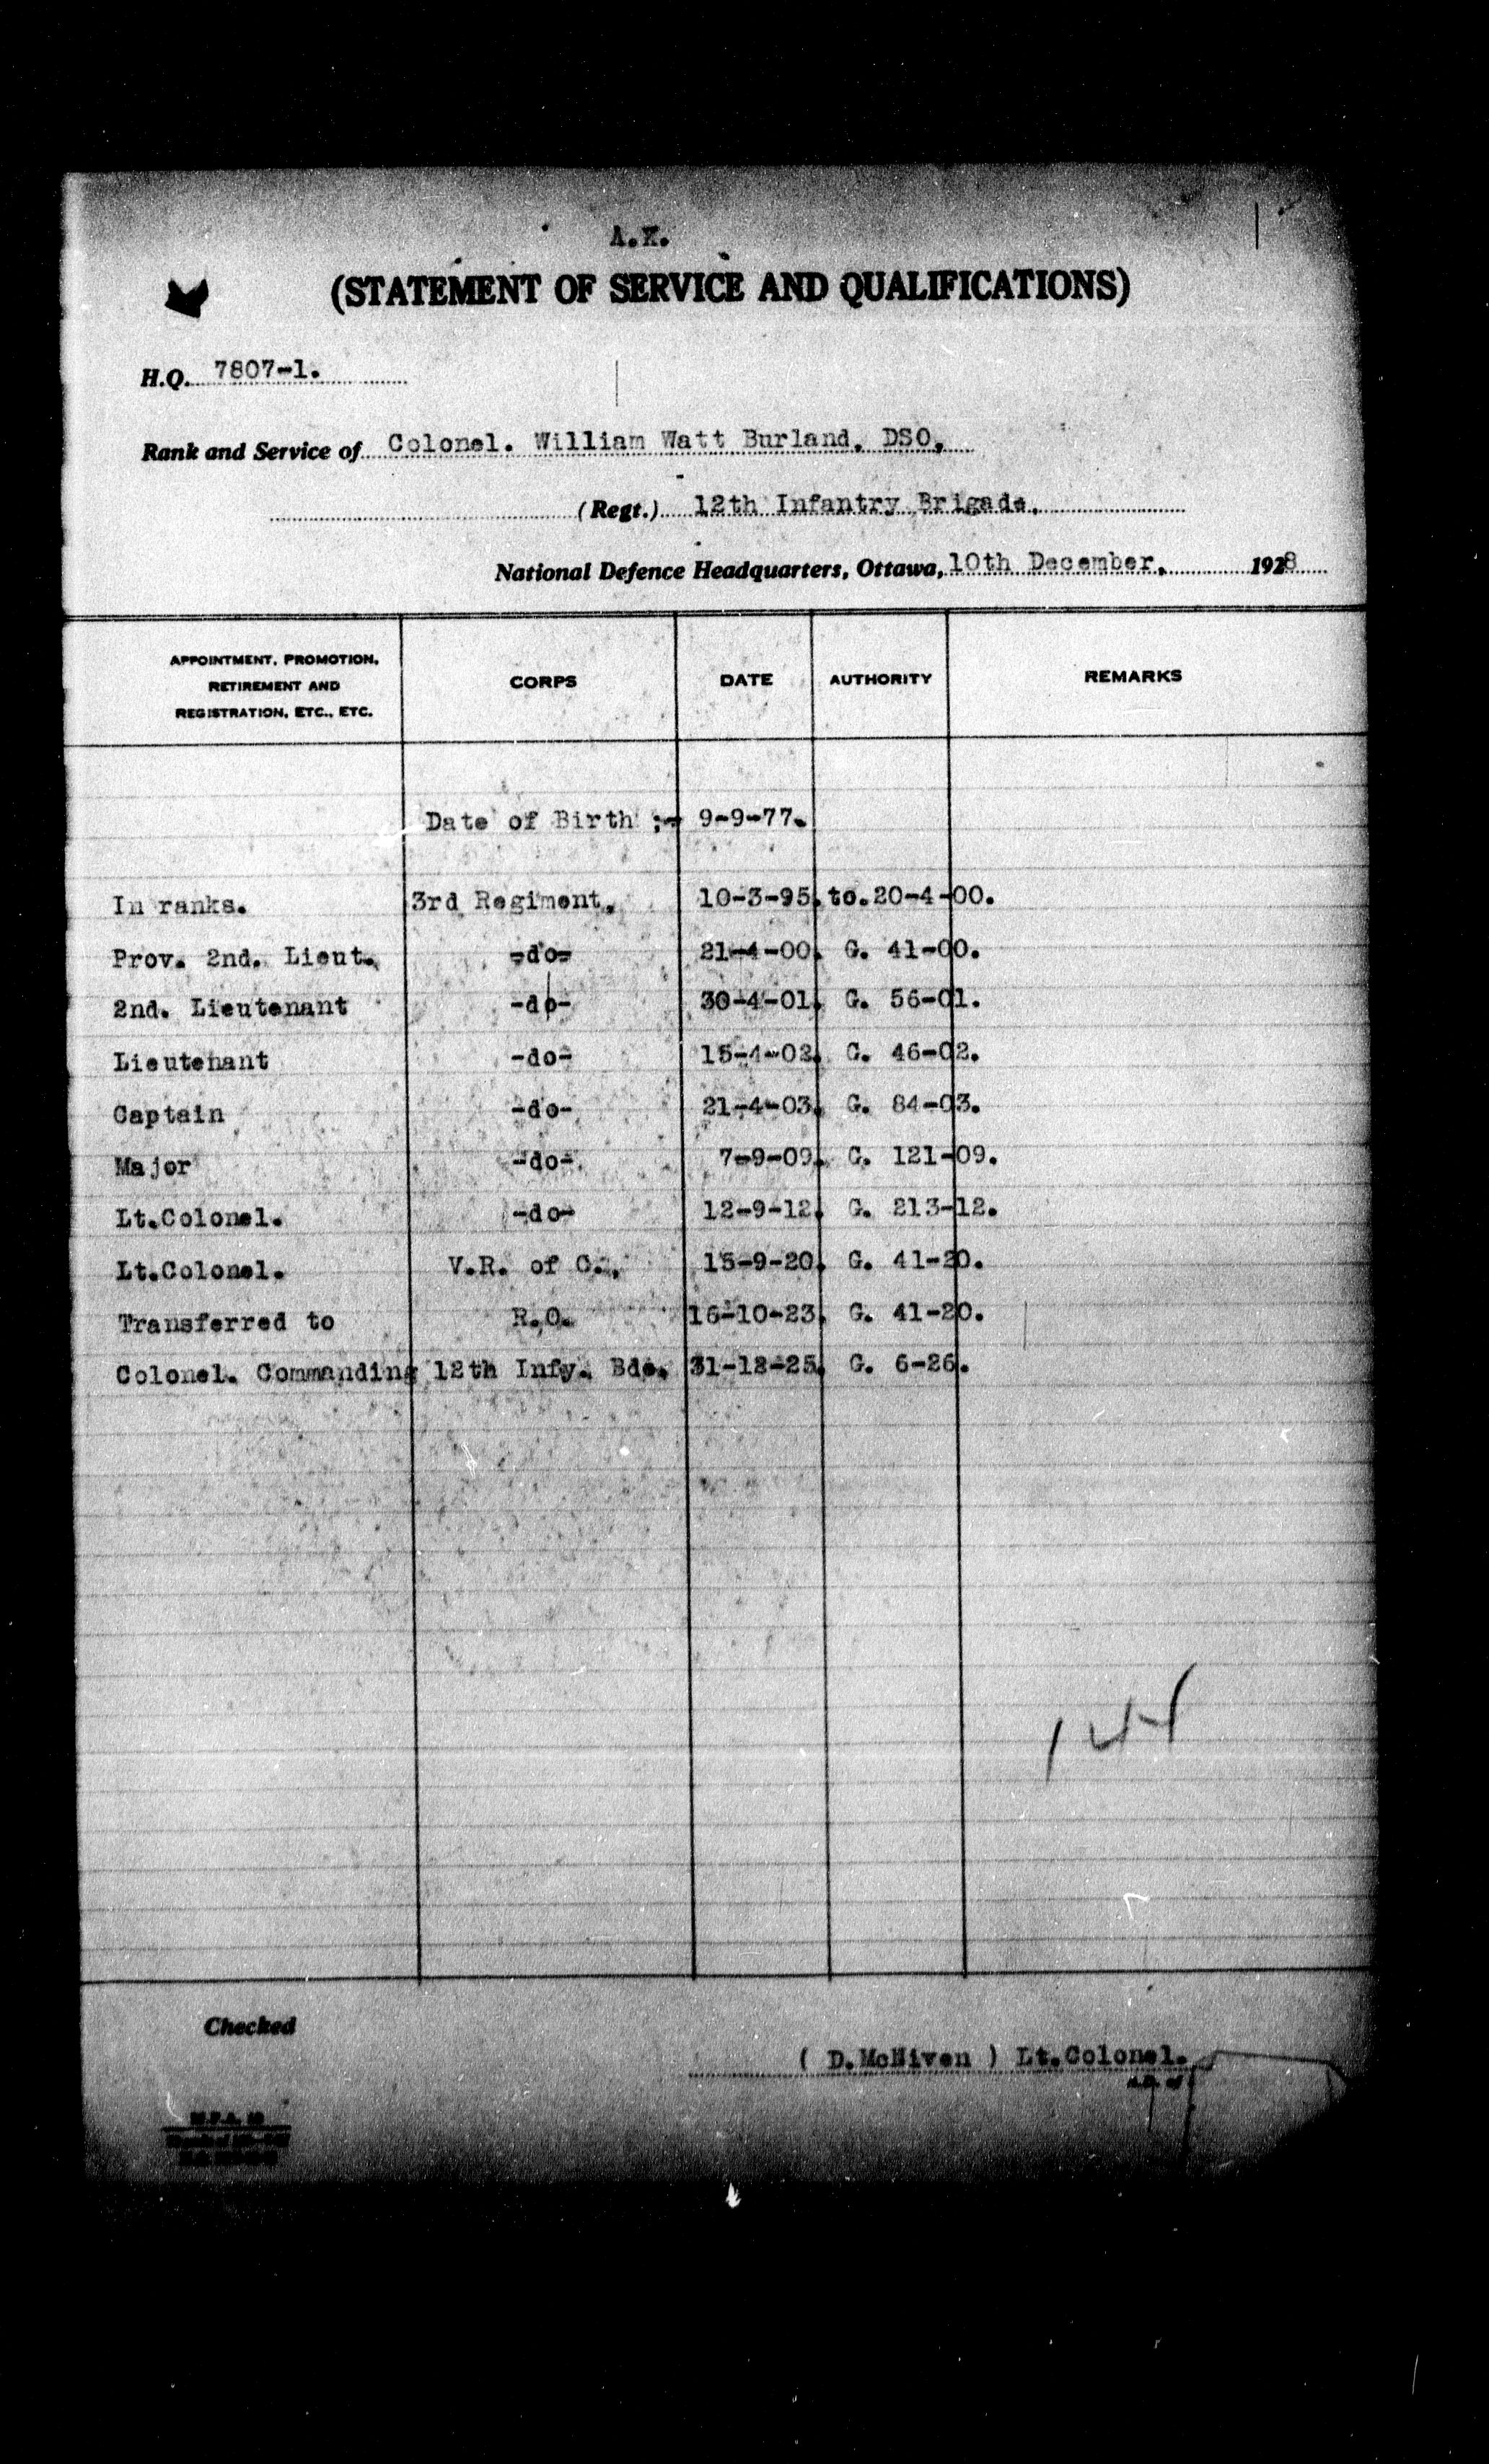 A.X.
(STATEMENT OF SERVICE AND QUALIFICATIONS)
H.Q. 7807-1.
Rank and Service of Colonel. William Watt Burland, DSO,
(Regt.) 12th Infantry Brigade.
National Defence Headquarters, Ottawa, 10th December, 1928
APPOINTMENT, PROMOTION, RETIREMENT AND REGISTRATION, ETC., ETC. CORPS DATE AUTHORITY REMARKS
Date of Birth :- 9-9-77.
In ranks. 3rd Regiment. 10-3-95. to. 20-4-00.
Prov. 2nd. Lieut. -do- 21-4-00. G. 41-00.
2nd. Lieutenant -do- 30-4-01. G. 56-01.
Lieutenant -do- 15-4-02. G. 46-02.
Captain -do- 21-4-03. G. 84-03.
Major -do- 7-9-09. G. 121-09.
Lt.Colonel. -do- 12-9-12. G. 213-12.
Lt.Colonel. V.R. of C., 15-9-20. G. 41-20.
Transferred to R.O. 16-10-23. G. 41-20.
Colonel. Commanding 12th Infy. Bde. 31-12-25. G. 6-26.
144
Checked
( D.McNiven ) Lt.Colonel.
M.F.A.